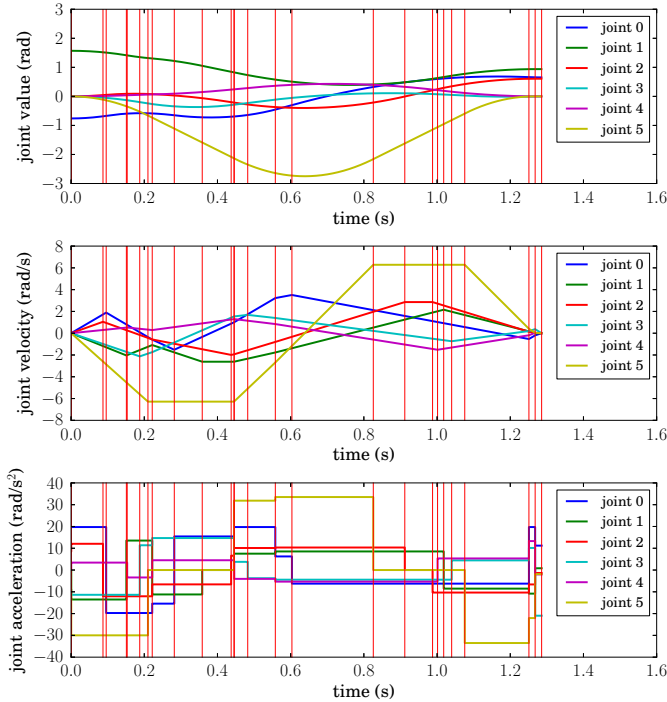 joint value (rad)
3
2
1
0
−1
−2
−3
0.0 0.2 0.4 0.6 0.8 1.0 1.2 1.4 1.6
time (s)
joint 0
joint 1
joint 2
joint 3
joint 4
joint 5
joint velocity (rad/s)
8
6
4
2
0
−2
−4
−6
−8
0.0 0.2 0.4 0.6 0.8 1.0 1.2 1.4 1.6
time (s)
joint 0
joint 1
joint 2
joint 3
joint 4
joint 5
joint acceleration (rad/s²)
40
30
20
10
0
−10
−20
−30
−40
0.0 0.2 0.4 0.6 0.8 1.0 1.2 1.4 1.6
time (s)
joint 0
joint 1
joint 2
joint 3
joint 4
joint 5